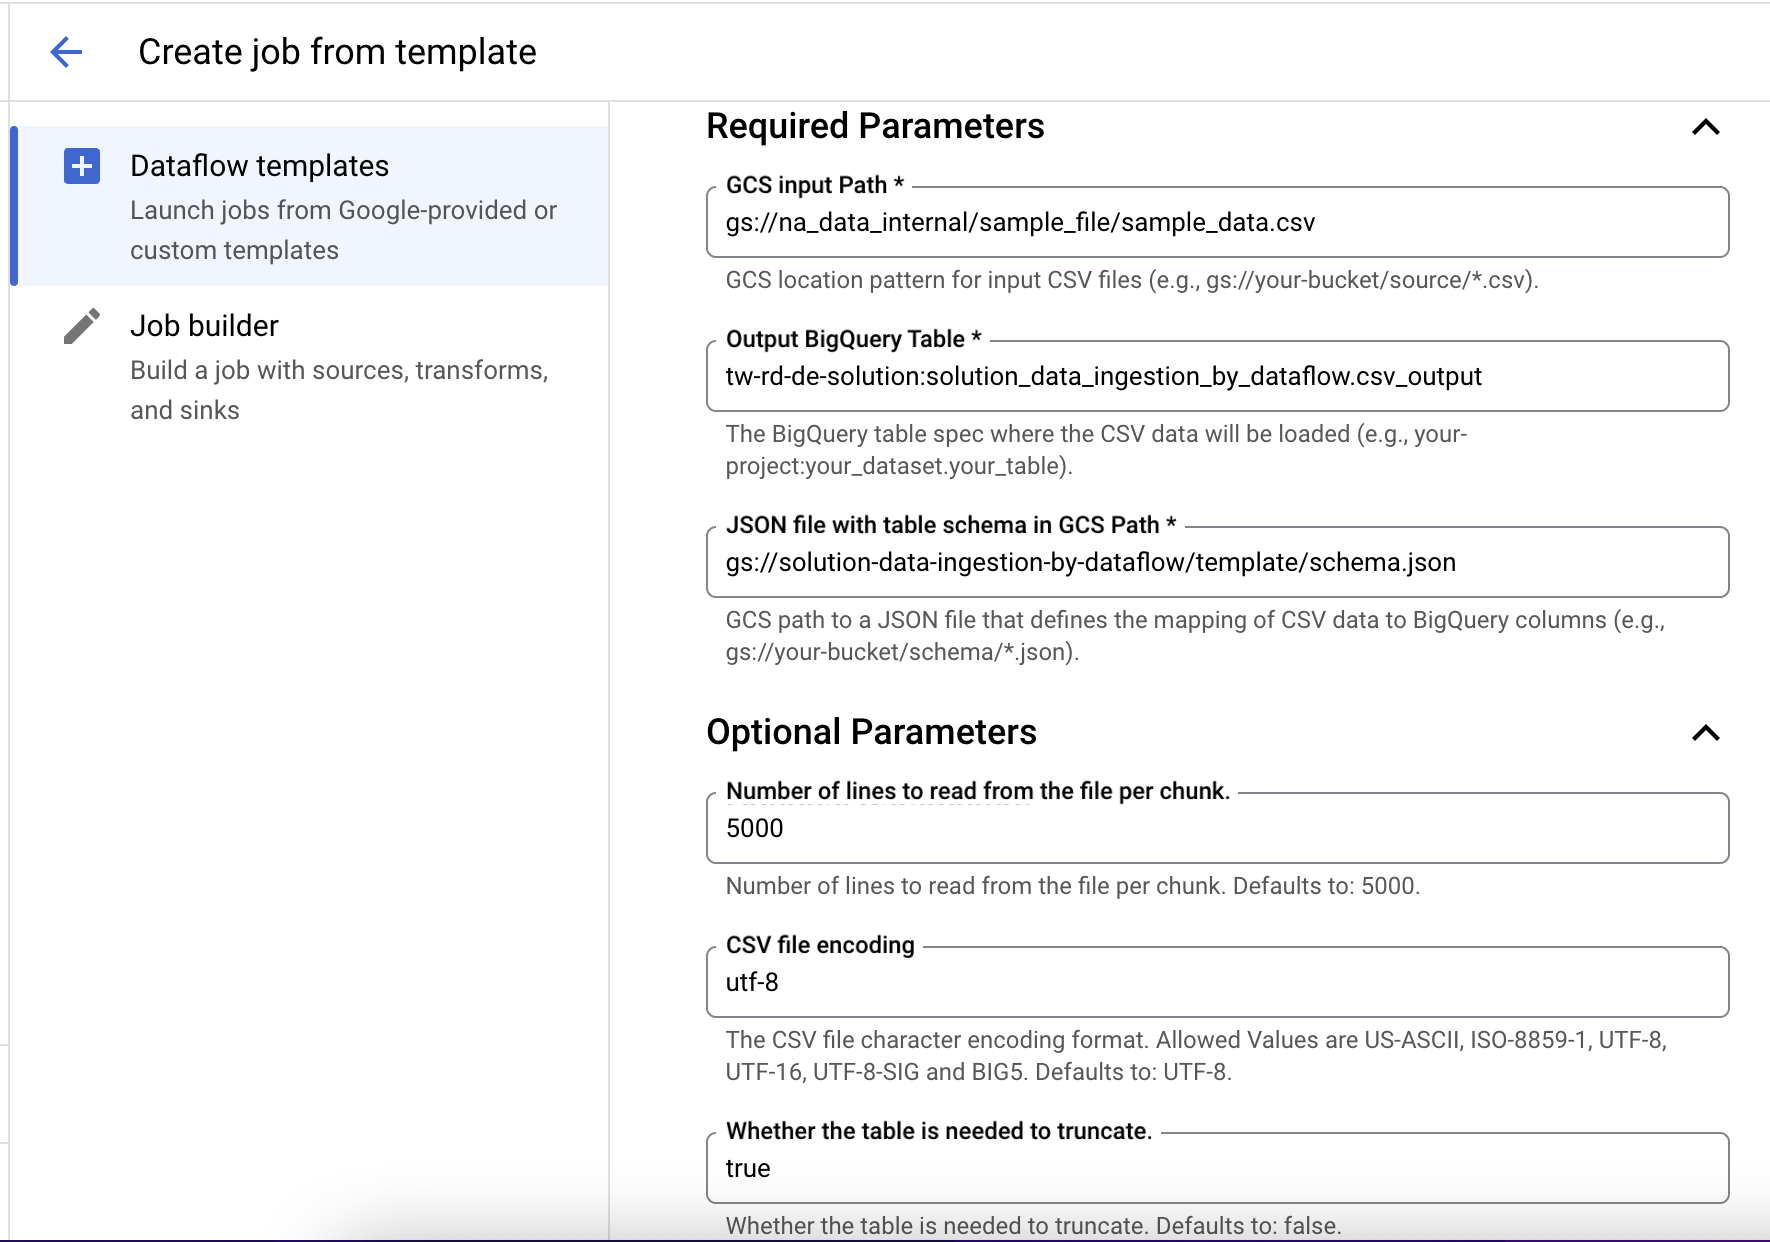 Create job from template
Dataflow templates
Launch jobs from Google-provided or
custom templates
Job builder
Build a job with sources, transforms,
and sinks
Required Parameters
GCS input Path *
gs://na_data_internal/sample_file/sample_data.csv
GCS location pattern for input CSV files (e.g., gs://your-bucket/source/*.csv).
Output BigQuery Table *
tw-rd-de-solution:solution_data_ingestion_by_dataflow.csv_output
The BigQuery table spec where the CSV data will be loaded (e.g., your-
project:your_dataset.your_table).
JSON file with table schema in GCS Path *
gs://solution-data-ingestion-by-dataflow/template/schema.json
GCS path to a JSON file that defines the mapping of CSV data to BigQuery columns (e.g.,
gs://your-bucket/schema/*.json).
Optional Parameters
Number of lines to read from the file per chunk.
5000
Number of lines to read from the file per chunk. Defaults to: 5000.
CSV file encoding
utf-8
The CSV file character encoding format. Allowed Values are US-ASCII, ISO-8859-1, UTF-8,
UTF-16, UTF-8-SIG and BIG5. Defaults to: UTF-8.
Whether the table is needed to truncate.
true
Whether the table is needed to truncate. Defaults to: false.